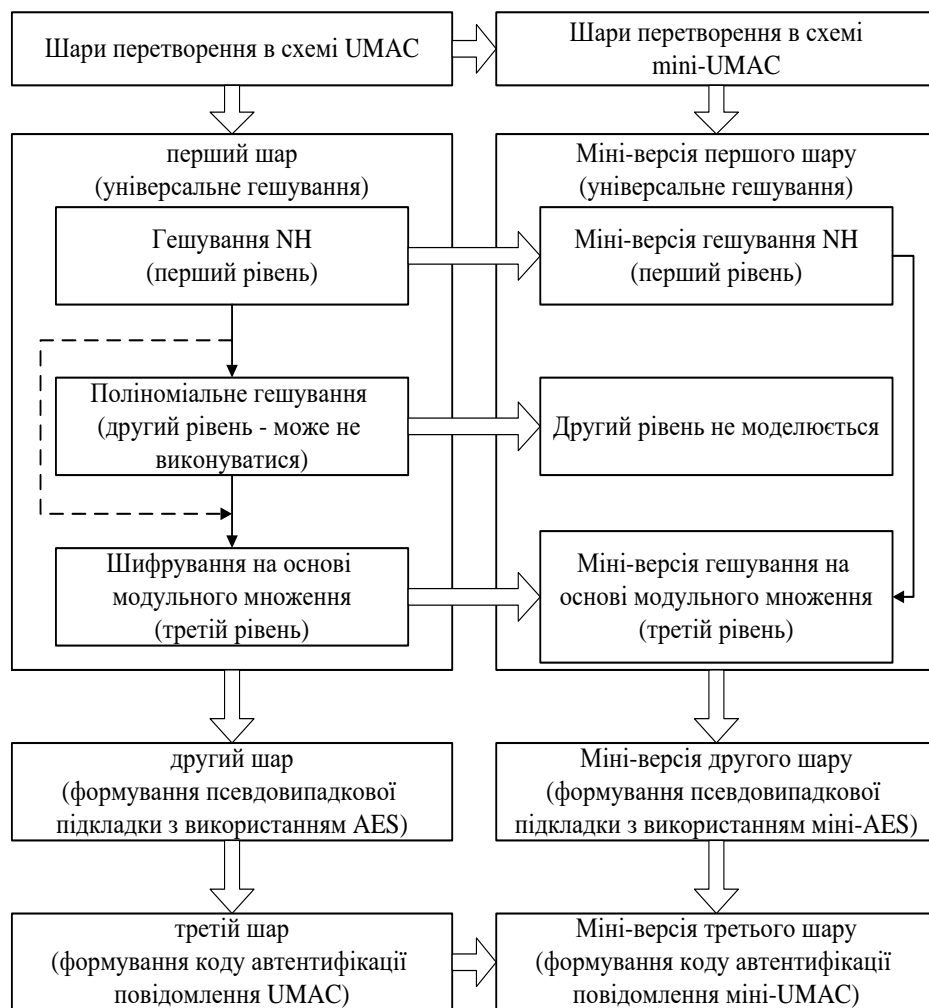 Шари перетворення в схемі UMAC
Шари перетворення в схемі
mini-UMAC
перший шар
(універсальне гешування)
Гешування NH
(перший рівень)
Поліноміальне гешування
(другий рівень - може не
виконуватися)
Шифрування на основі
модульного множення
(третій рівень)
Міні-версія першого шару
(універсальне гешування)
Міні-версія гешування NH
(перший рівень)
Другий рівень не моделюється
Міні-версія гешування на
основі модульного множення
(третій рівень)
другий шар
(формування псевдовипадкової
підкладки з використанням AES)
Міні-версія другого шару
(формування псевдовипадкової
підкладки з використанням міні-AES)
третій шар
(формування коду автентифікації
повідомлення UMAC)
Міні-версія третього шару
(формування коду автентифікації
повідомлення міні-UMAC)